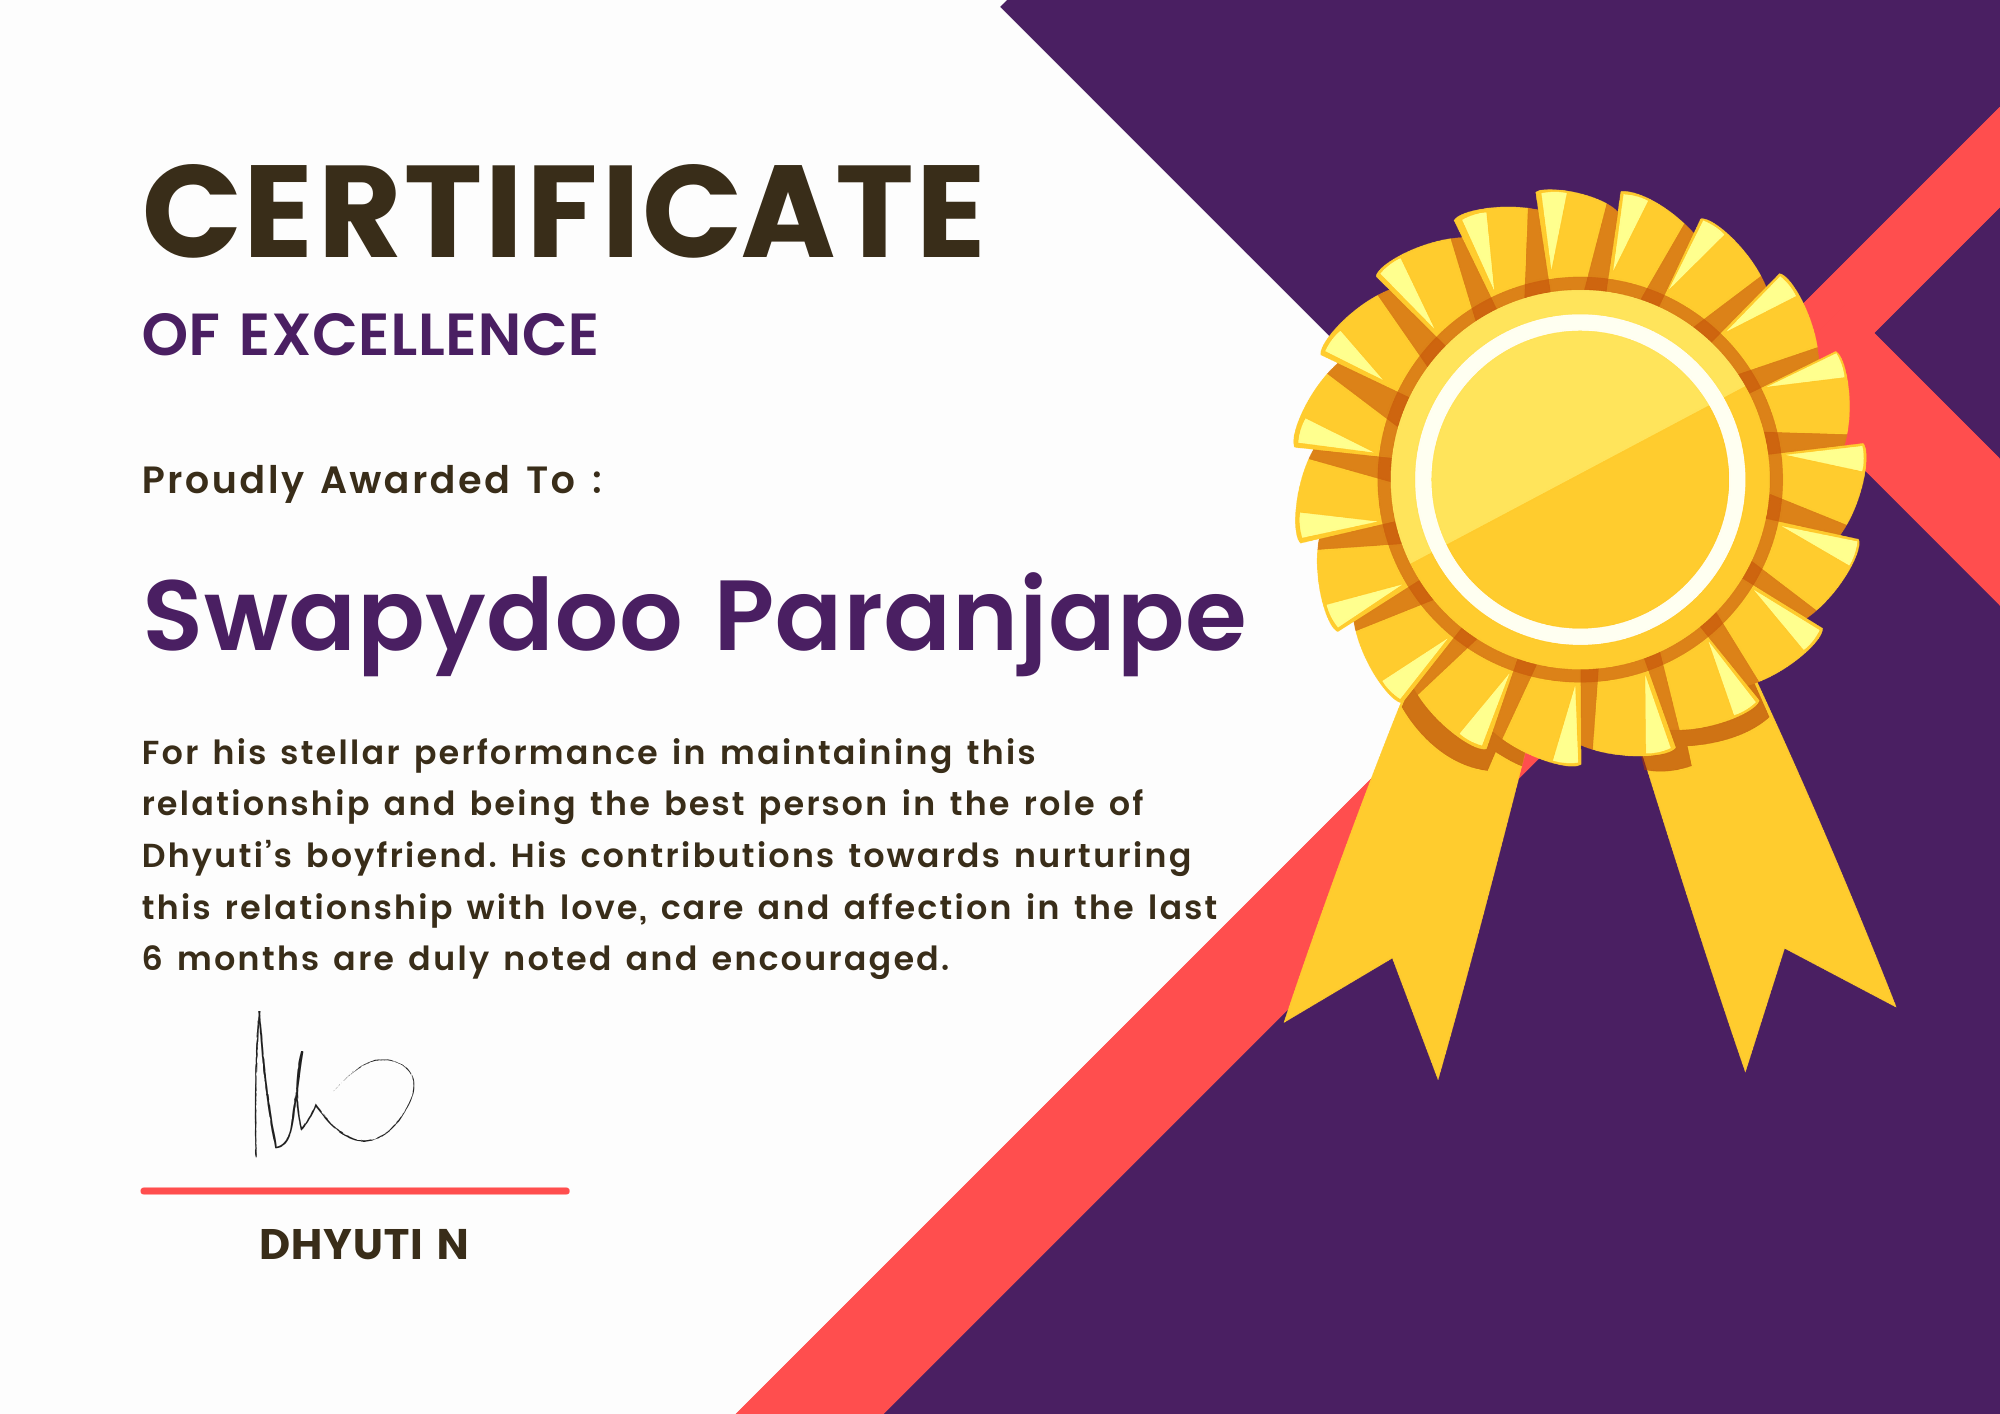 CERTIFICATE
OF EXCELLENCE
Proudly Awarded To :
Swapydoo Paranjape
For his stellar performance in maintaining this
relationship and being the best person in the role of
Dhyuti’s boyfriend. His contributions towards nurturing
this relationship with love, care and affection in the last
6 months are duly noted and encouraged.
DHYUTI N